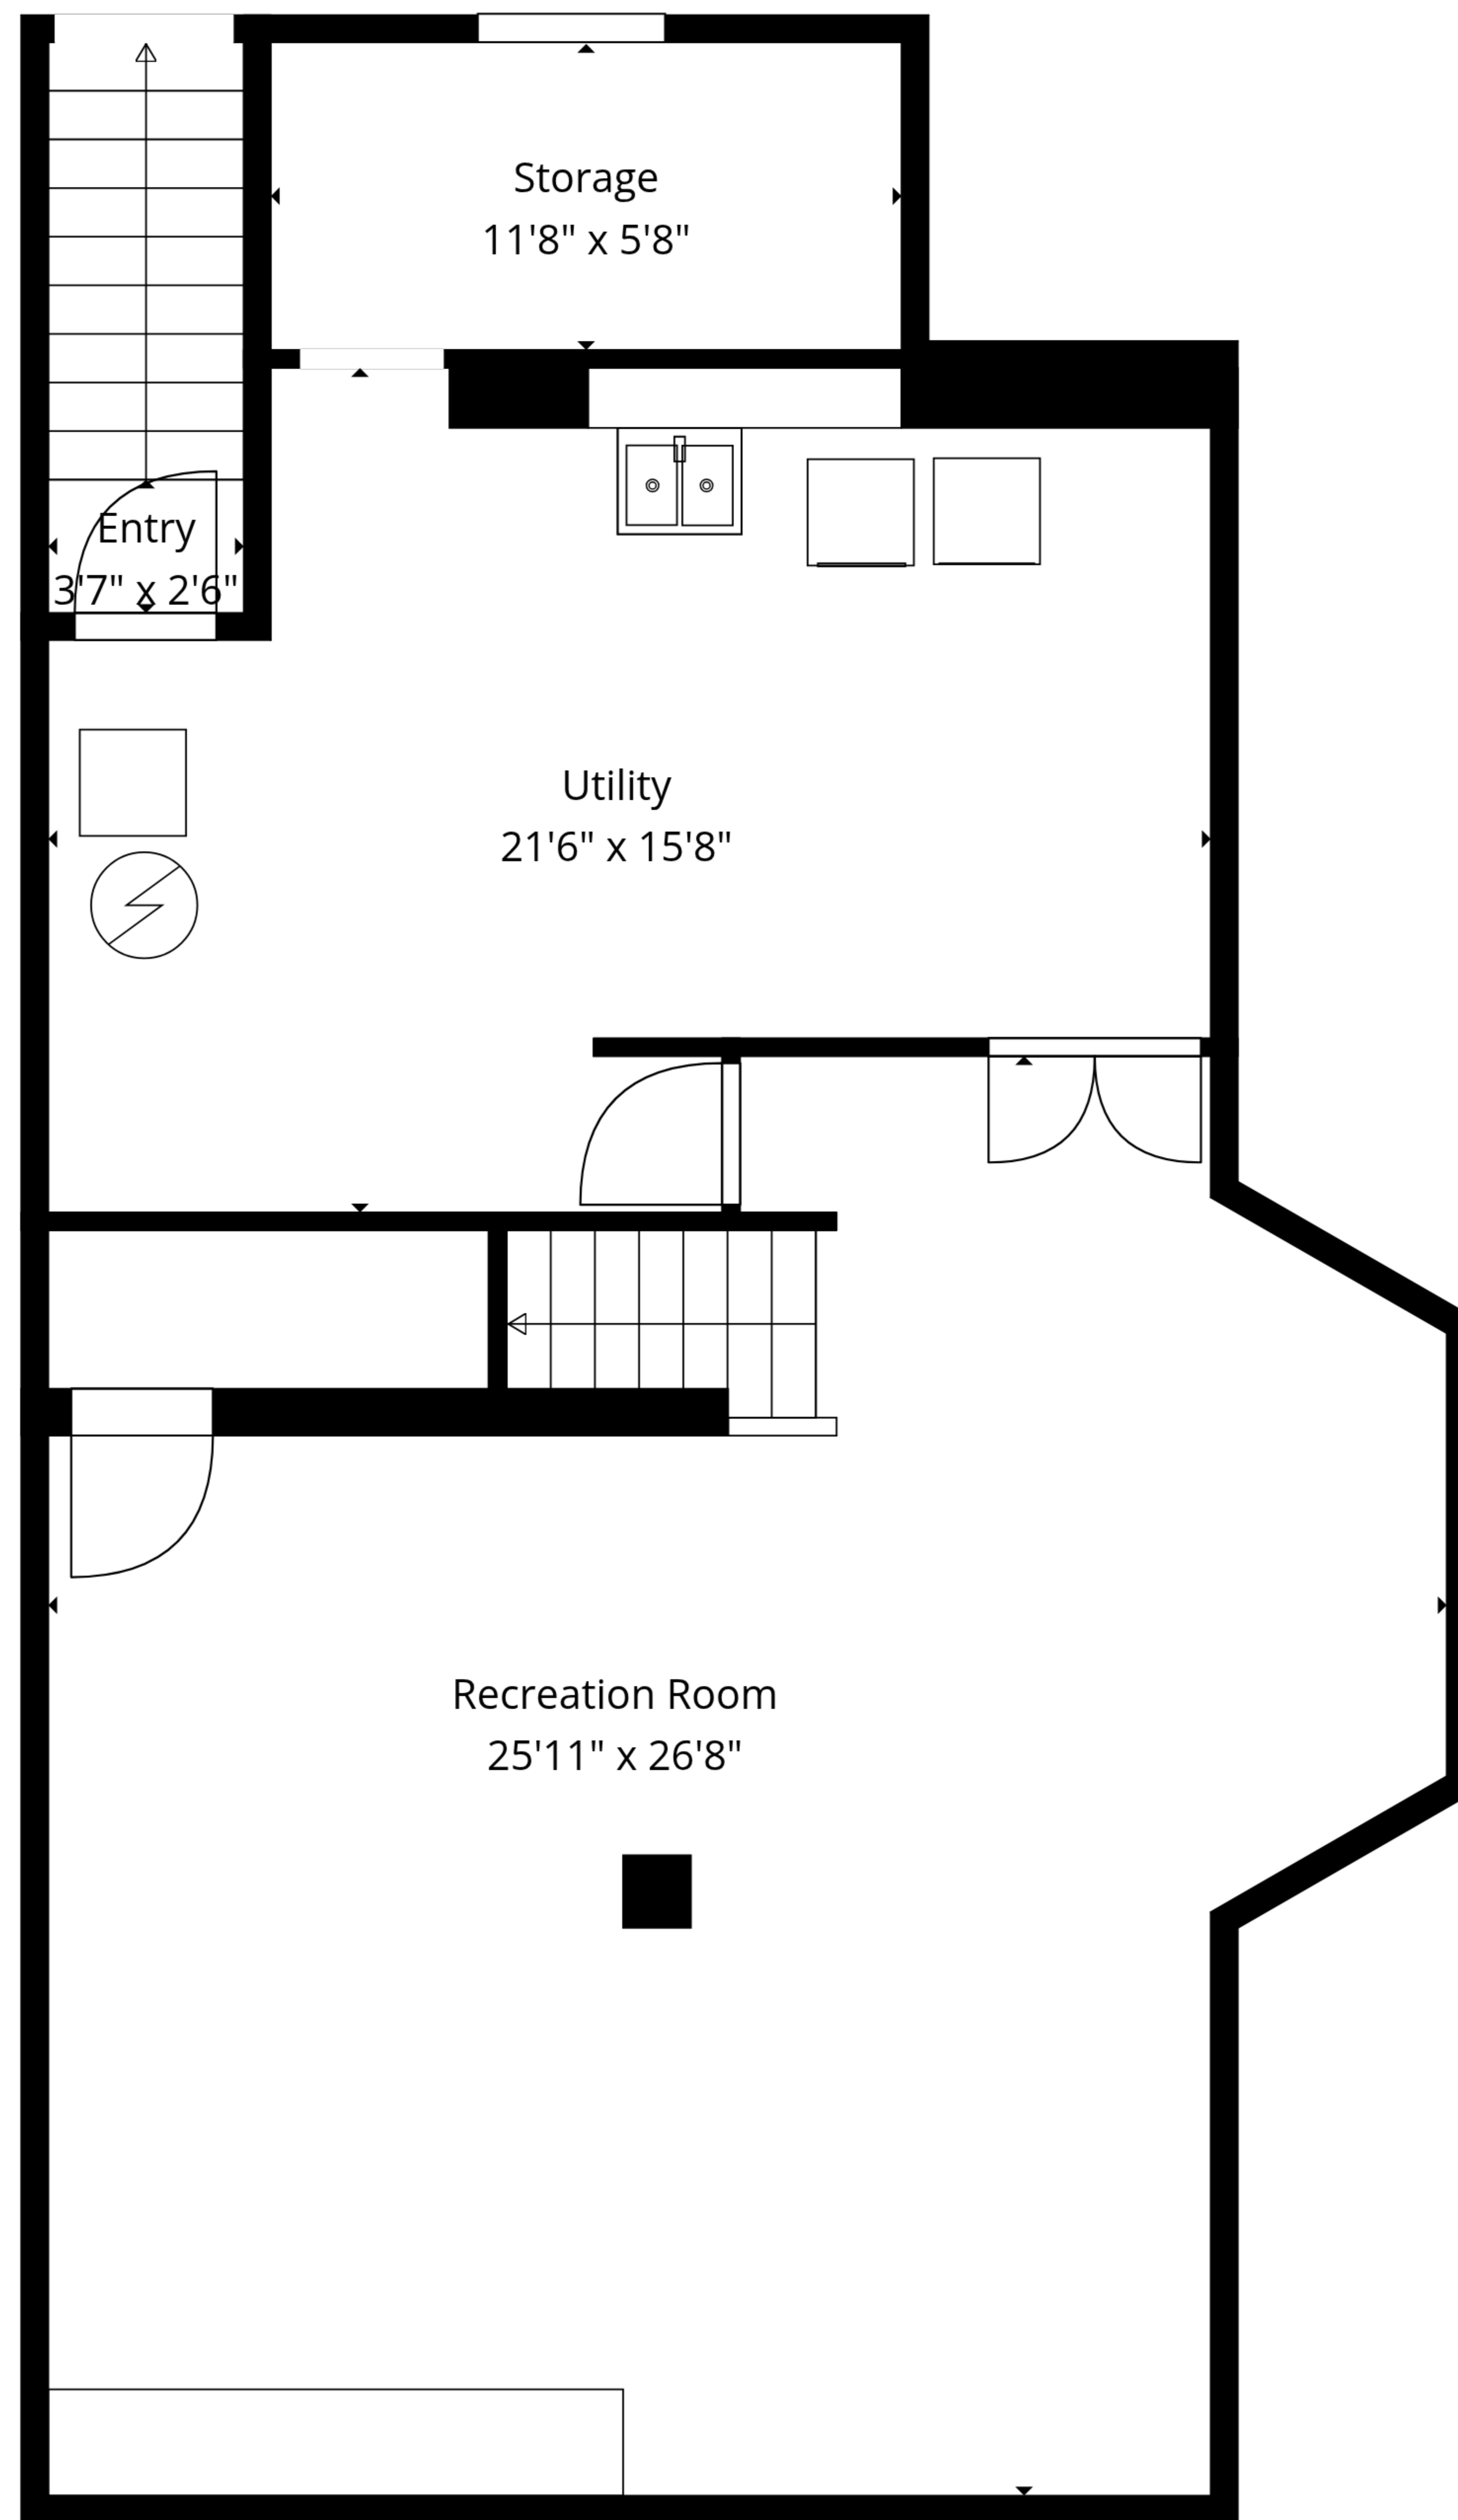 Storage
11'8" x 5'8"
Entry
3'7" x 2'6"
Utility
21'6" x 15'8"
Recreation Room
25'11" x 26'8"